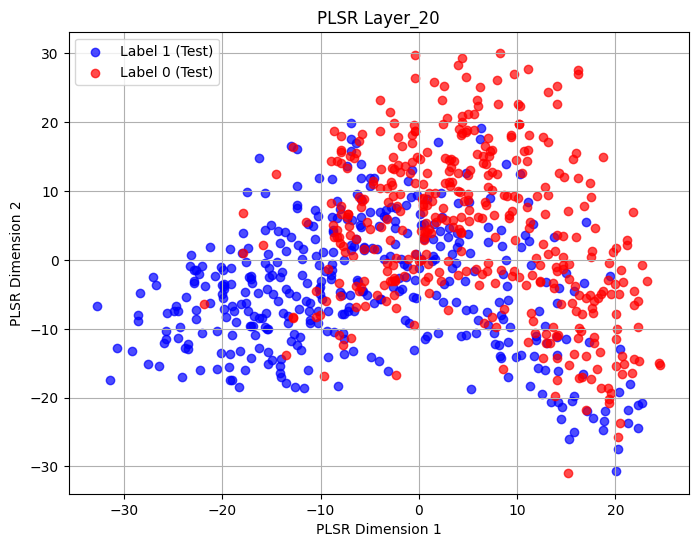 PLSR Layer_20
Label 1 (Test)
Label 0 (Test)
30
20
10
0
−10
−20
−30
PLSR Dimension 2
−30
−20
−10
0
10
20
PLSR Dimension 1